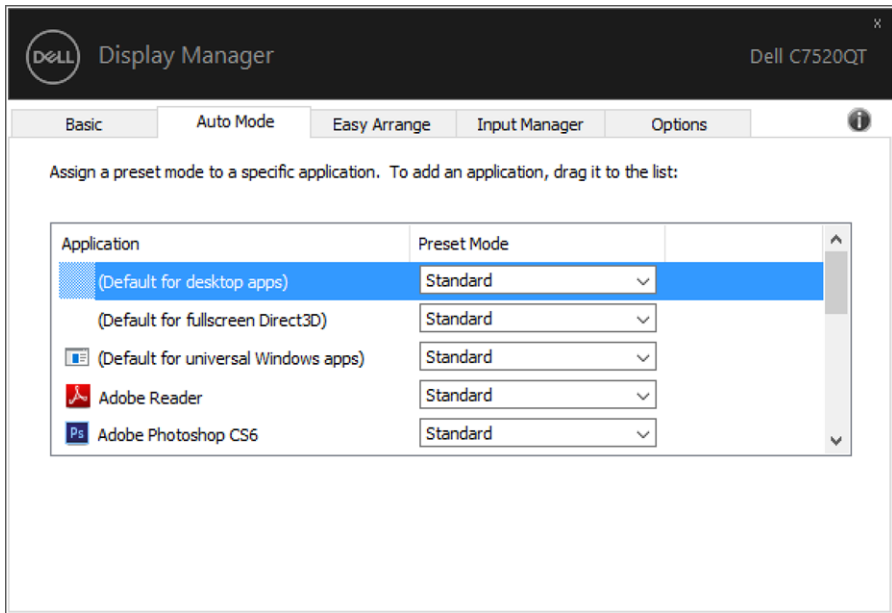 x
DELL
Display Manager
Dell C7520QT
Basic Auto Mode Easy Arrange Input Manager Options
Assign a preset mode to a specific application. To add an application, drag it to the list:
Application Preset Mode
(Default for desktop apps) Standard
(Default for fullscreen Direct3D) Standard
(Default for universal Windows apps) Standard
Adobe Reader Standard
Ps Adobe Photoshop CS6 Standard